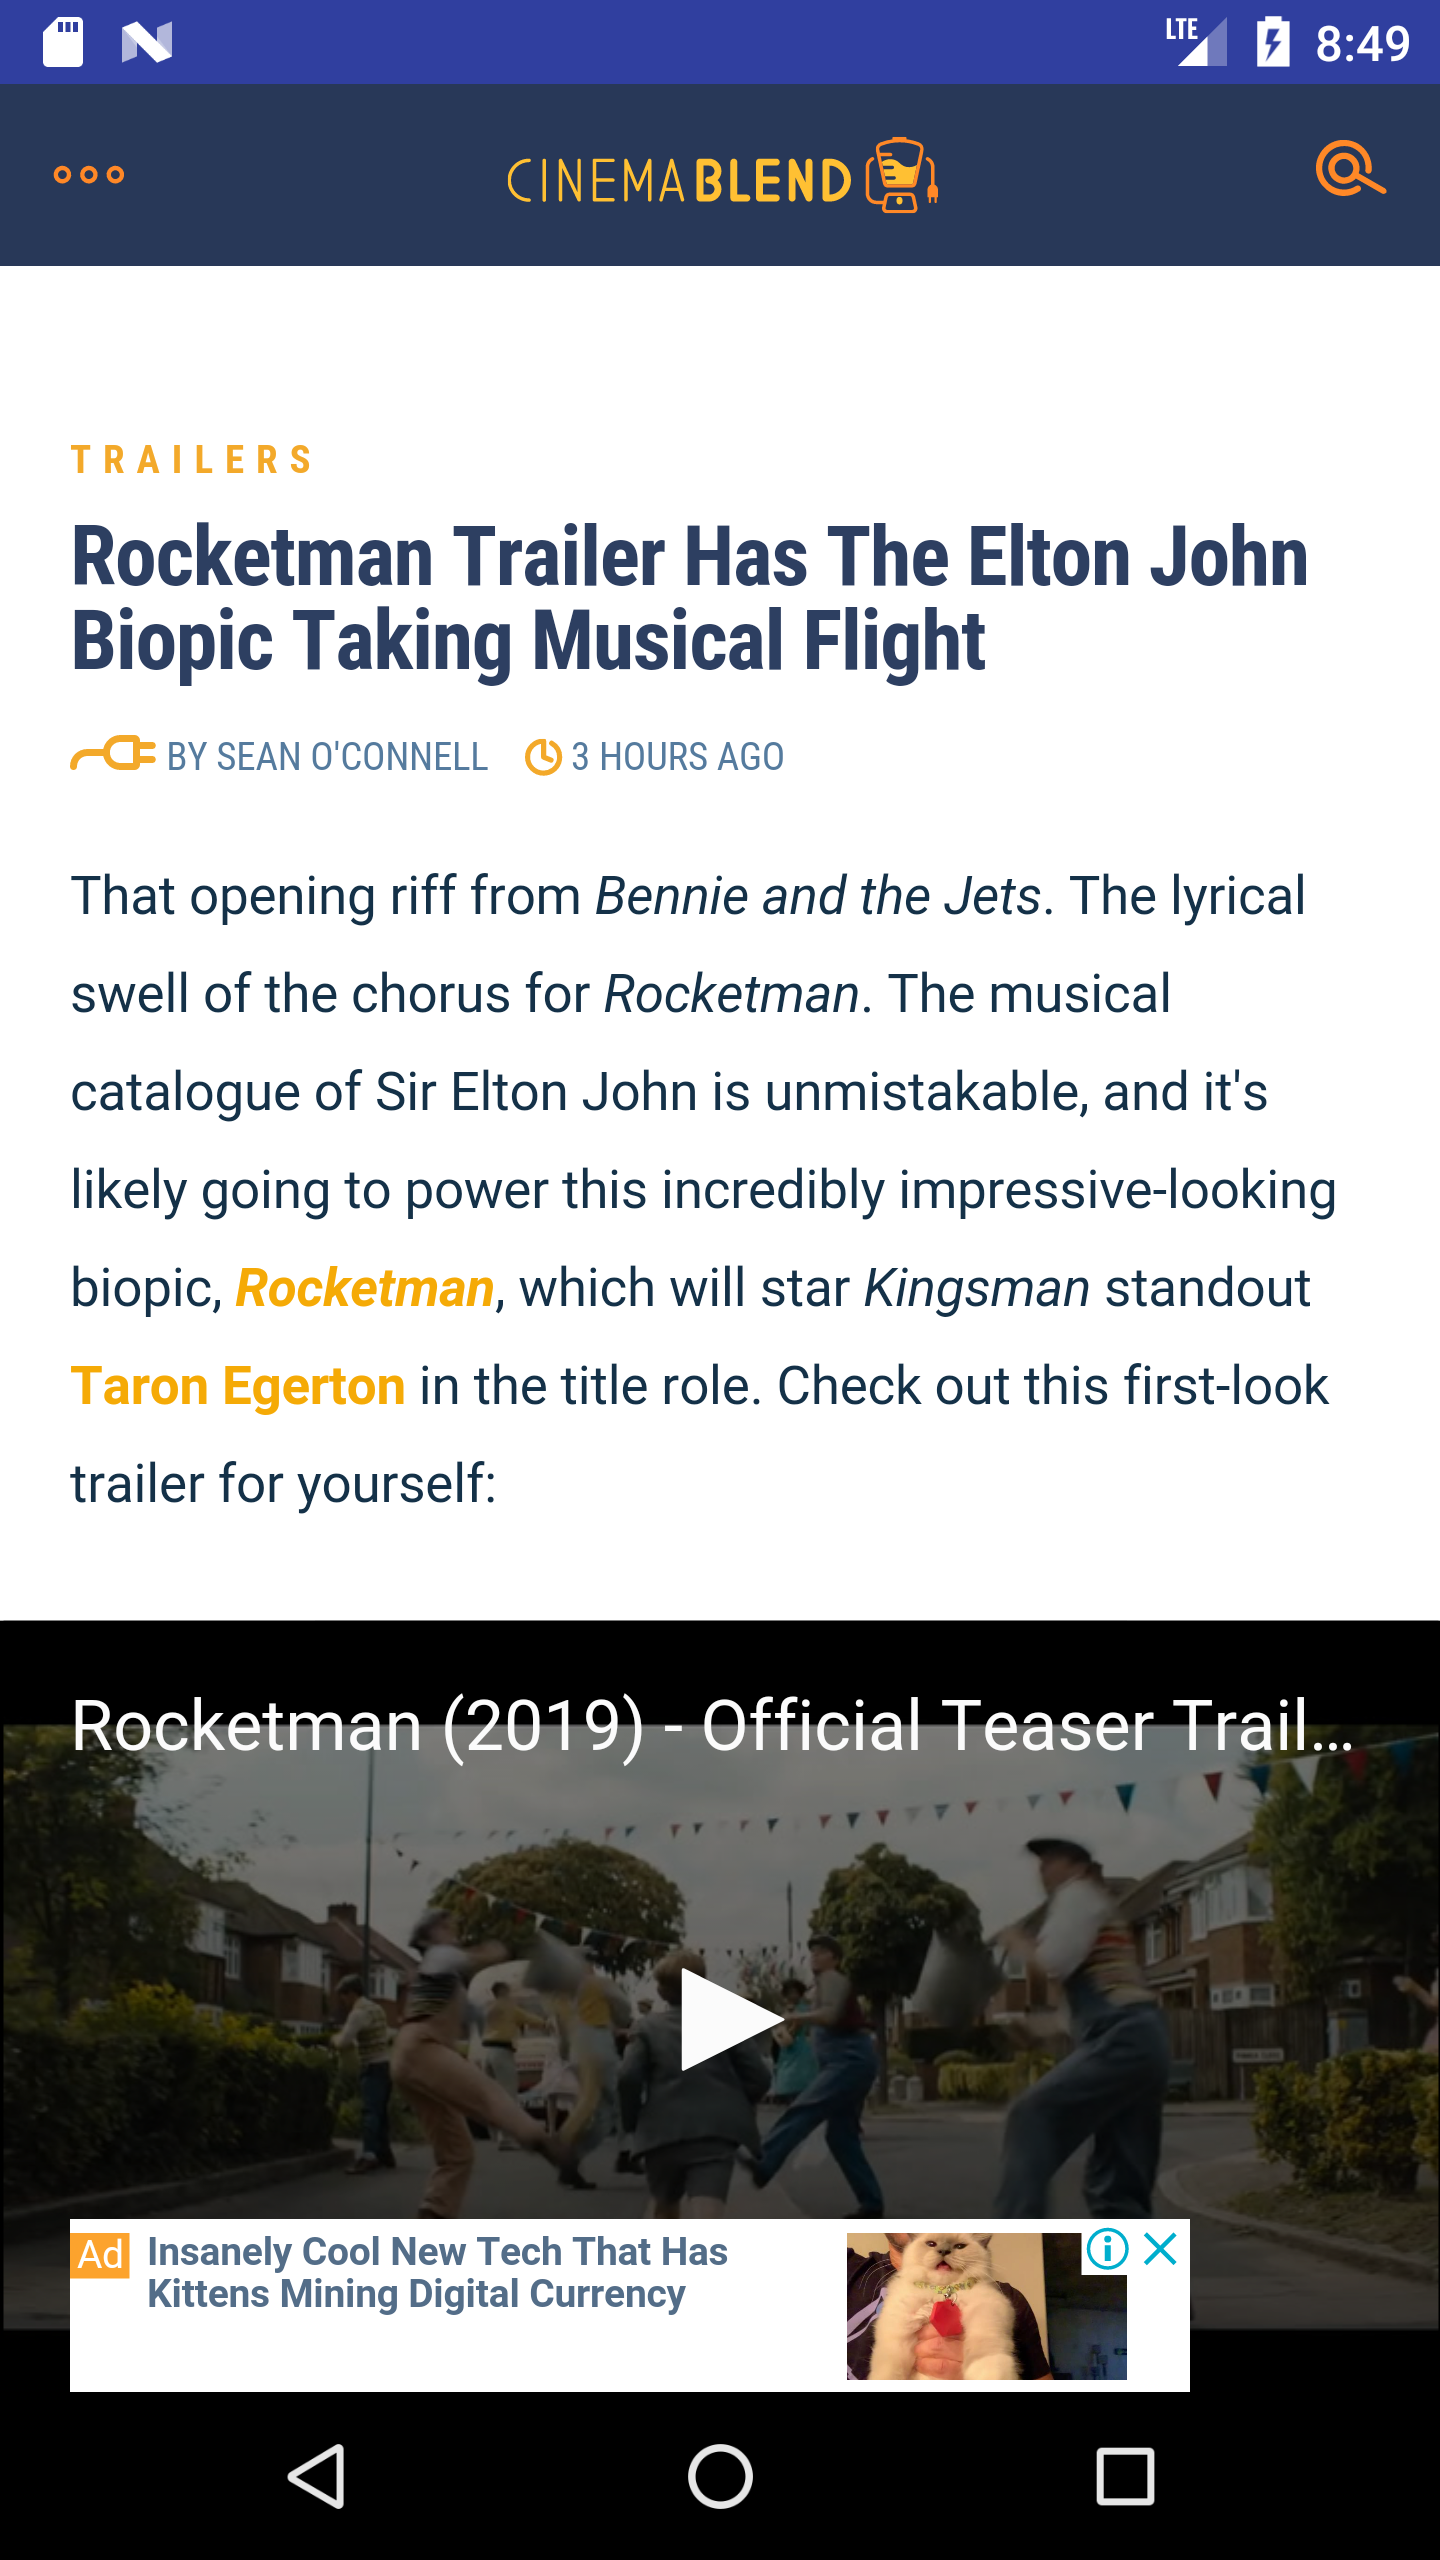 LTE 8:49
CINEMABLEND
TRAILERS
Rocketman Trailer Has The Elton John
Biopic Taking Musical Flight
BY SEAN O'CONNELL 3 HOURS AGO
That opening riff from Bennie and the Jets. The lyrical
swell of the chorus for Rocketman. The musical
catalogue of Sir Elton John is unmistakable, and it's
likely going to power this incredibly impressive-looking
biopic, Rocketman, which will star Kingsman standout
Taron Egerton in the title role. Check out this first-look
trailer for yourself:
Rocketman (2019) - Official Teaser Trail...
Ad Insanely Cool New Tech That Has
Kittens Mining Digital Currency